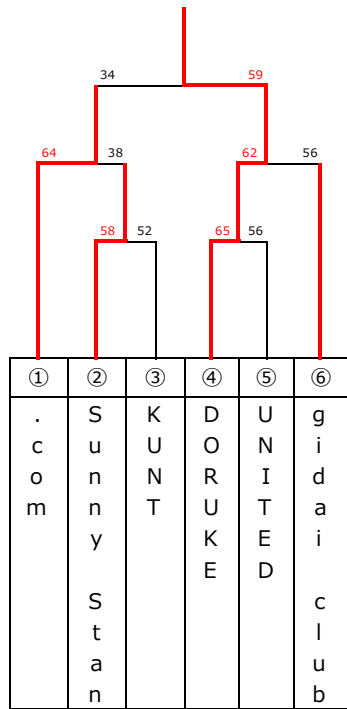 34 59
64 38 62 56
58 52 65 56
① ② ③ ④ ⑤ ⑥
.com
Sunny Stan
KUNT
DORUKE
UNITED
gidai club